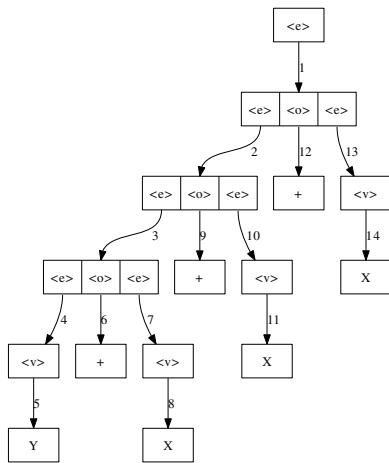 <e>
1
<e> <o> <e>
2 12 13
<e> <o> <e> + <v>
3 9 10 14
<e> <o> <e> + <v> X
4 6 7 11
<v> + <v> X
5 8
Y X